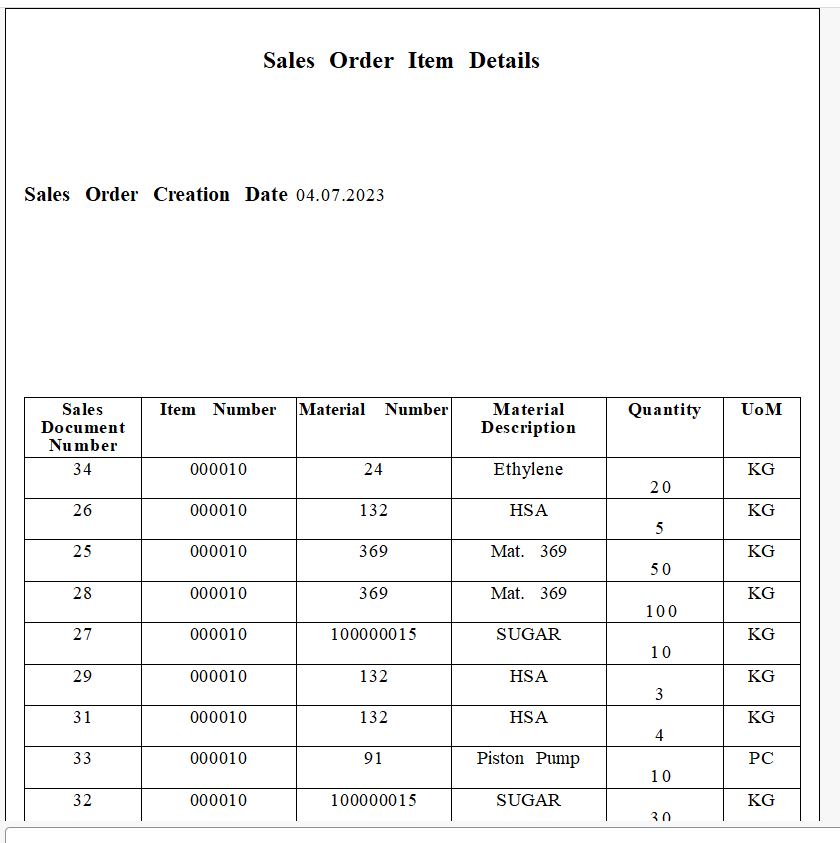 Sales Order Item Details
Sales Order Creation Date 04.07.2023
Sales Document Number Item Number Material Number Material Description Quantity UoM
34 000010 24 Ethylene 20 KG
26 000010 132 HSA 5 KG
25 000010 369 Mat. 369 50 KG
28 000010 369 Mat. 369 100 KG
27 000010 100000015 SUGAR 10 KG
29 000010 132 HSA 3 KG
31 000010 132 HSA 4 KG
33 000010 91 Piston Pump 10 PC
32 000010 100000015 SUGAR 30 KG